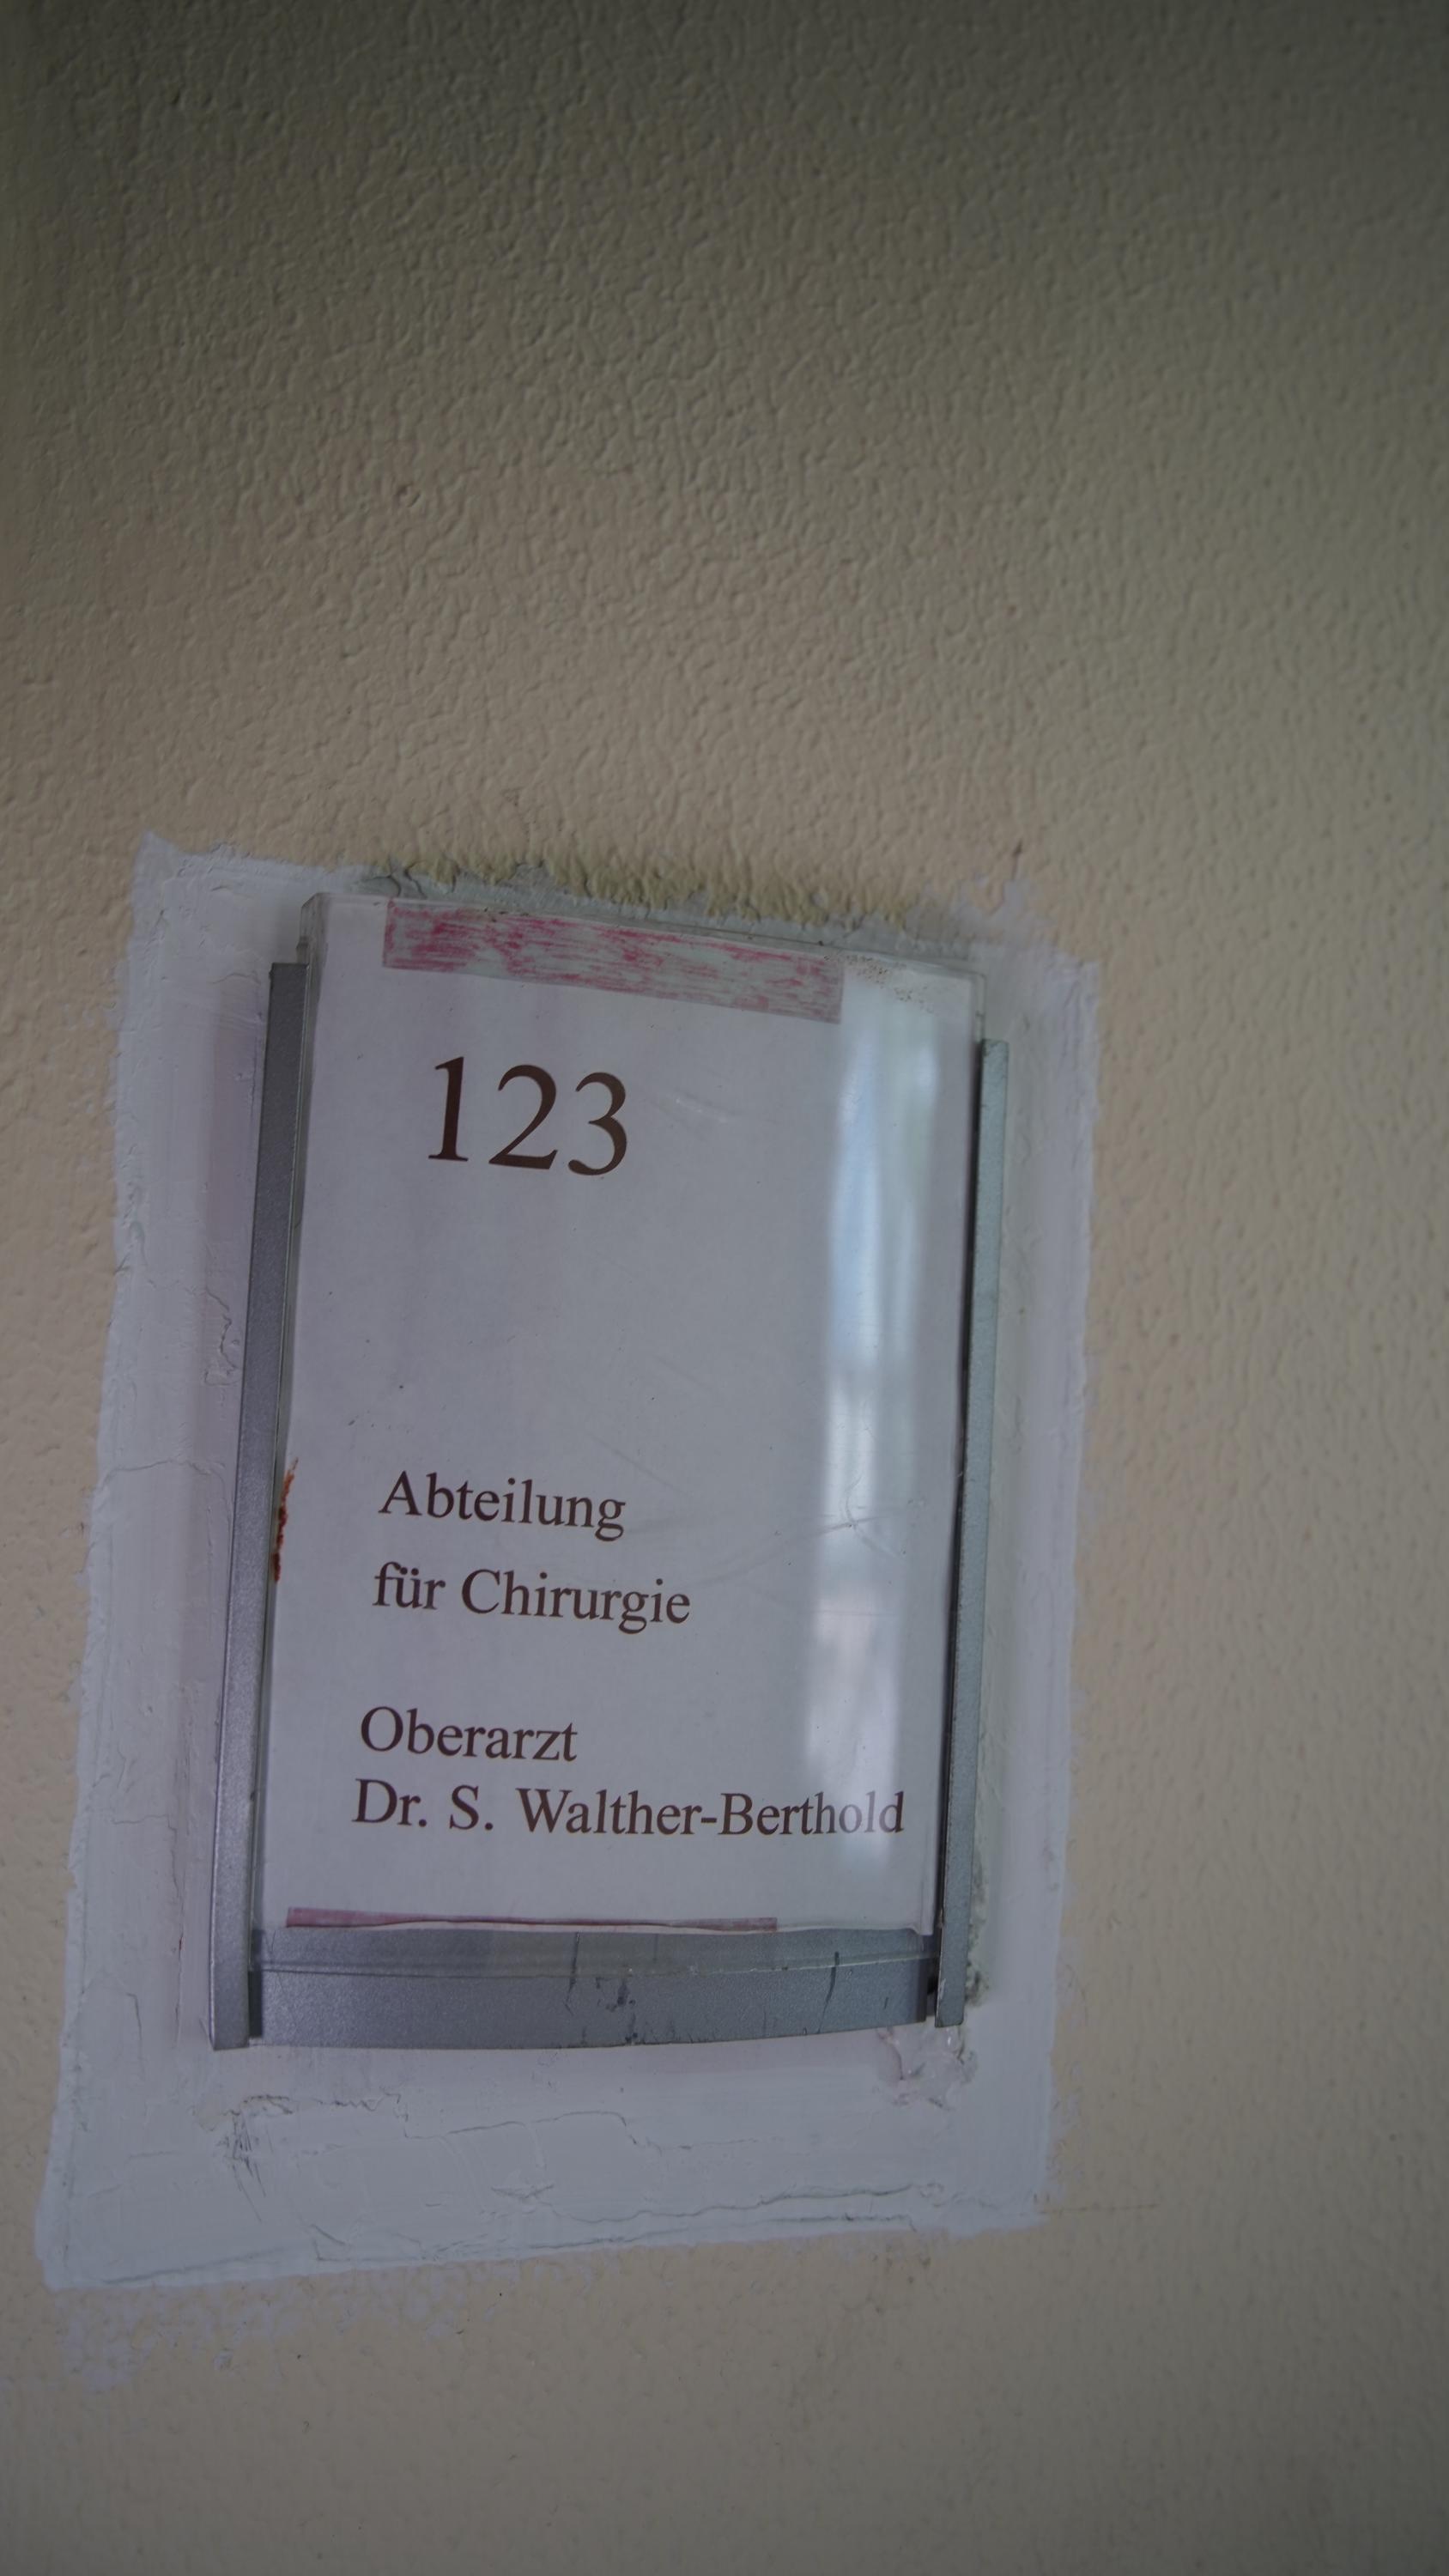 123
Abteilung
für Chirurgie
Oberarzt
Dr. S. Walther-Berthold